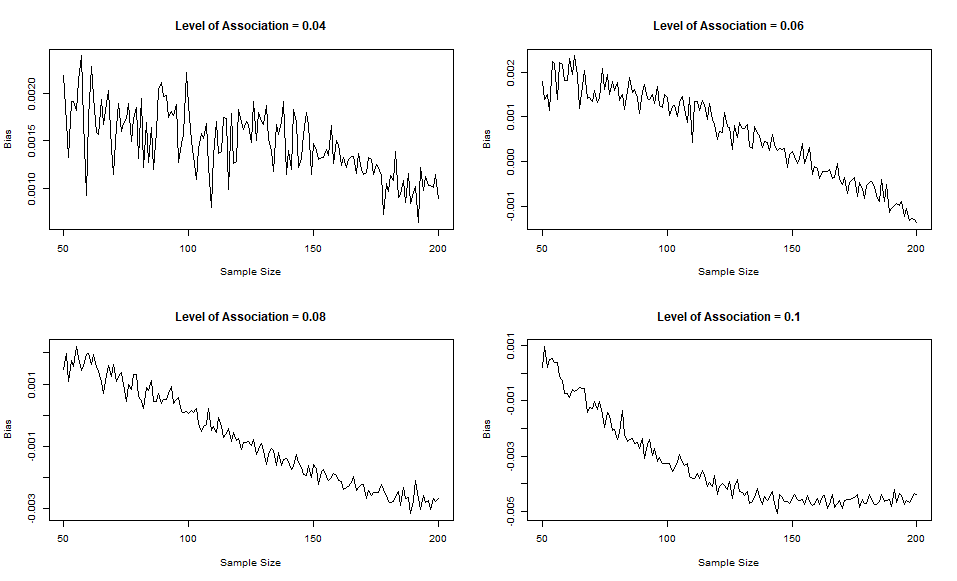 Level of Association = 0.04
Bias
0.0020
0.0015
0.0010
50
100
150
200
Sample Size
Level of Association = 0.06
Bias
0.002
0.001
0.000
-0.001
50
100
150
200
Sample Size
Level of Association = 0.08
Bias
0.001
-0.001
-0.003
50
100
150
200
Sample Size
Level of Association = 0.1
Bias
0.001
-0.001
-0.003
-0.005
50
100
150
200
Sample Size